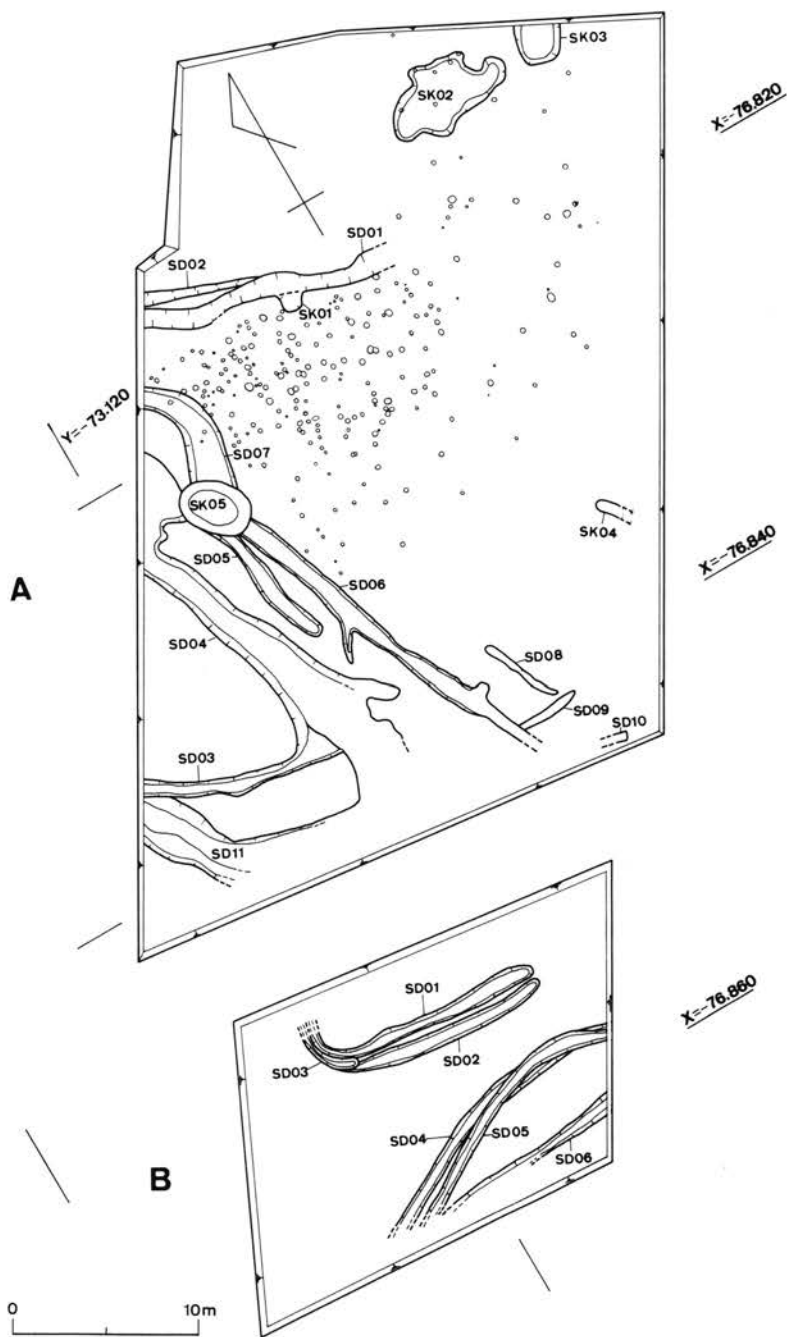 SK03
SK02
X=-76.820
SD01
SD02
SK01
Y=-73.120
SD07
SK05
SK04
SD05
X=-76.840
A
SD06
SD04
SD08
SD09
SD10
SD03
SD11
SD01
X=-76.860
SD02
SD03
SD04
SD05
SD06
B
0 10m